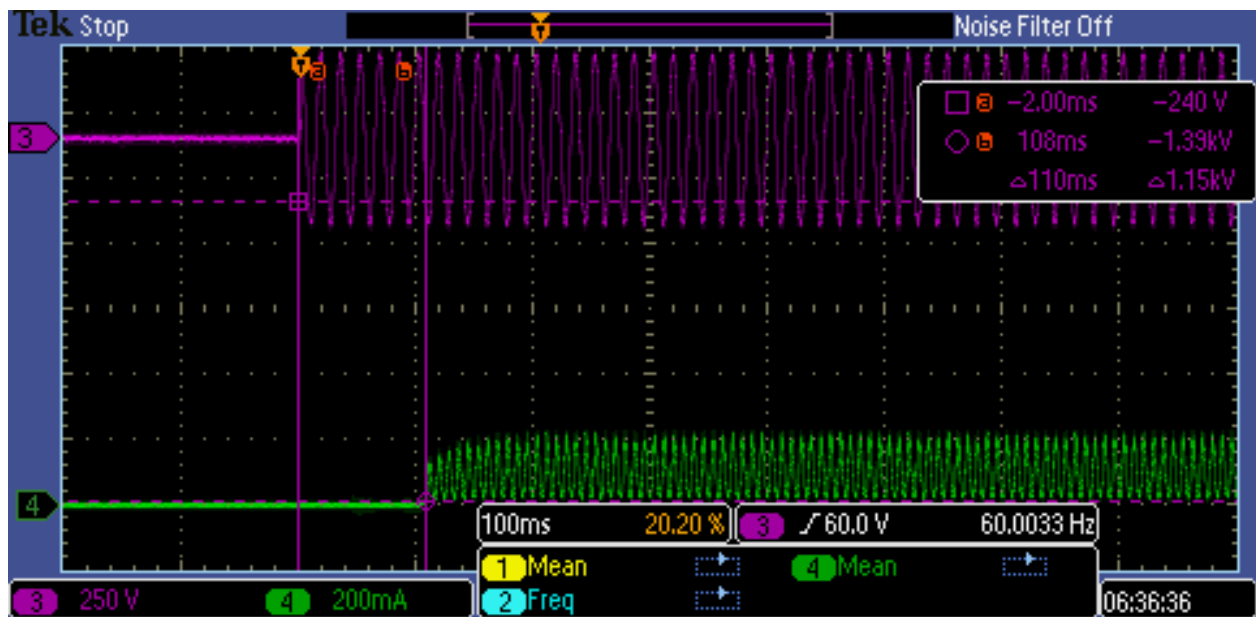 Tek Stop Noise Filter Off
T
T a b
3
a −2.00ms −240 V
b 108ms −1.39kV
△110ms △1.15kV
4
100ms 20.20 % 3 60.0 V 60.0033 Hz
1 Mean 4 Mean
3 250 V 4 200mA 2 Freq 06:36:36